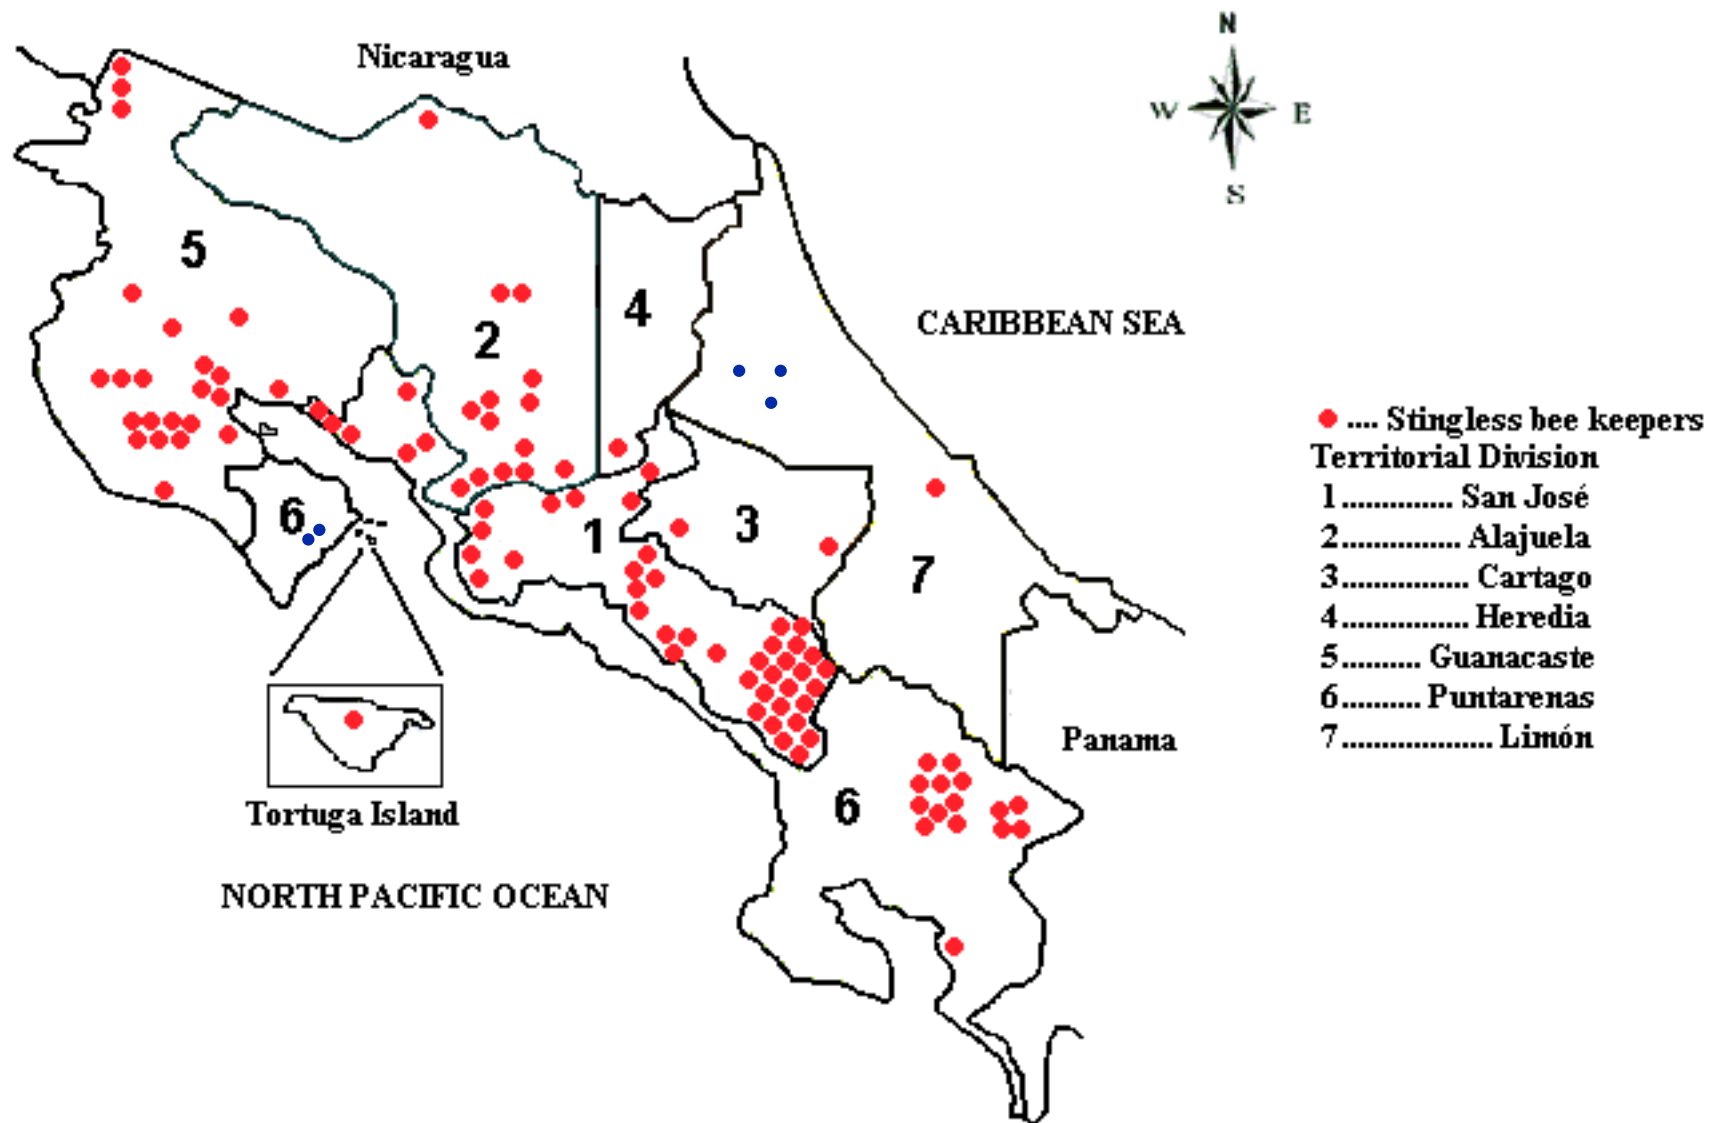 N
Nicaragua
W
E
S
5
4
CARIBBEAN SEA
2
6
1
3
7
Panama
6
Tortuga Island
NORTH PACIFIC OCEAN
.... Stingless bee keepers
Territorial Division
1.............. San José
2............... Alajuela
3................ Cartago
4................ Heredia
5.......... Guanacaste
6.......... Puntarenas
7................... Limón